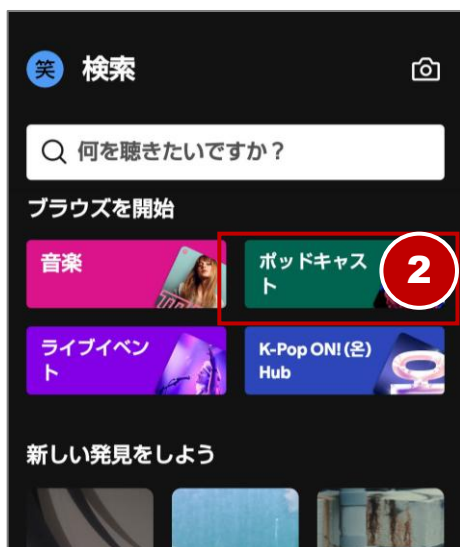 笑 検索
何を聴きたいですか？
ブラウズを開始
音楽
ポッドキャス
ト
2
ライブイベン
ト
K-Pop ON! (온)
Hub
新しい発見をしよう